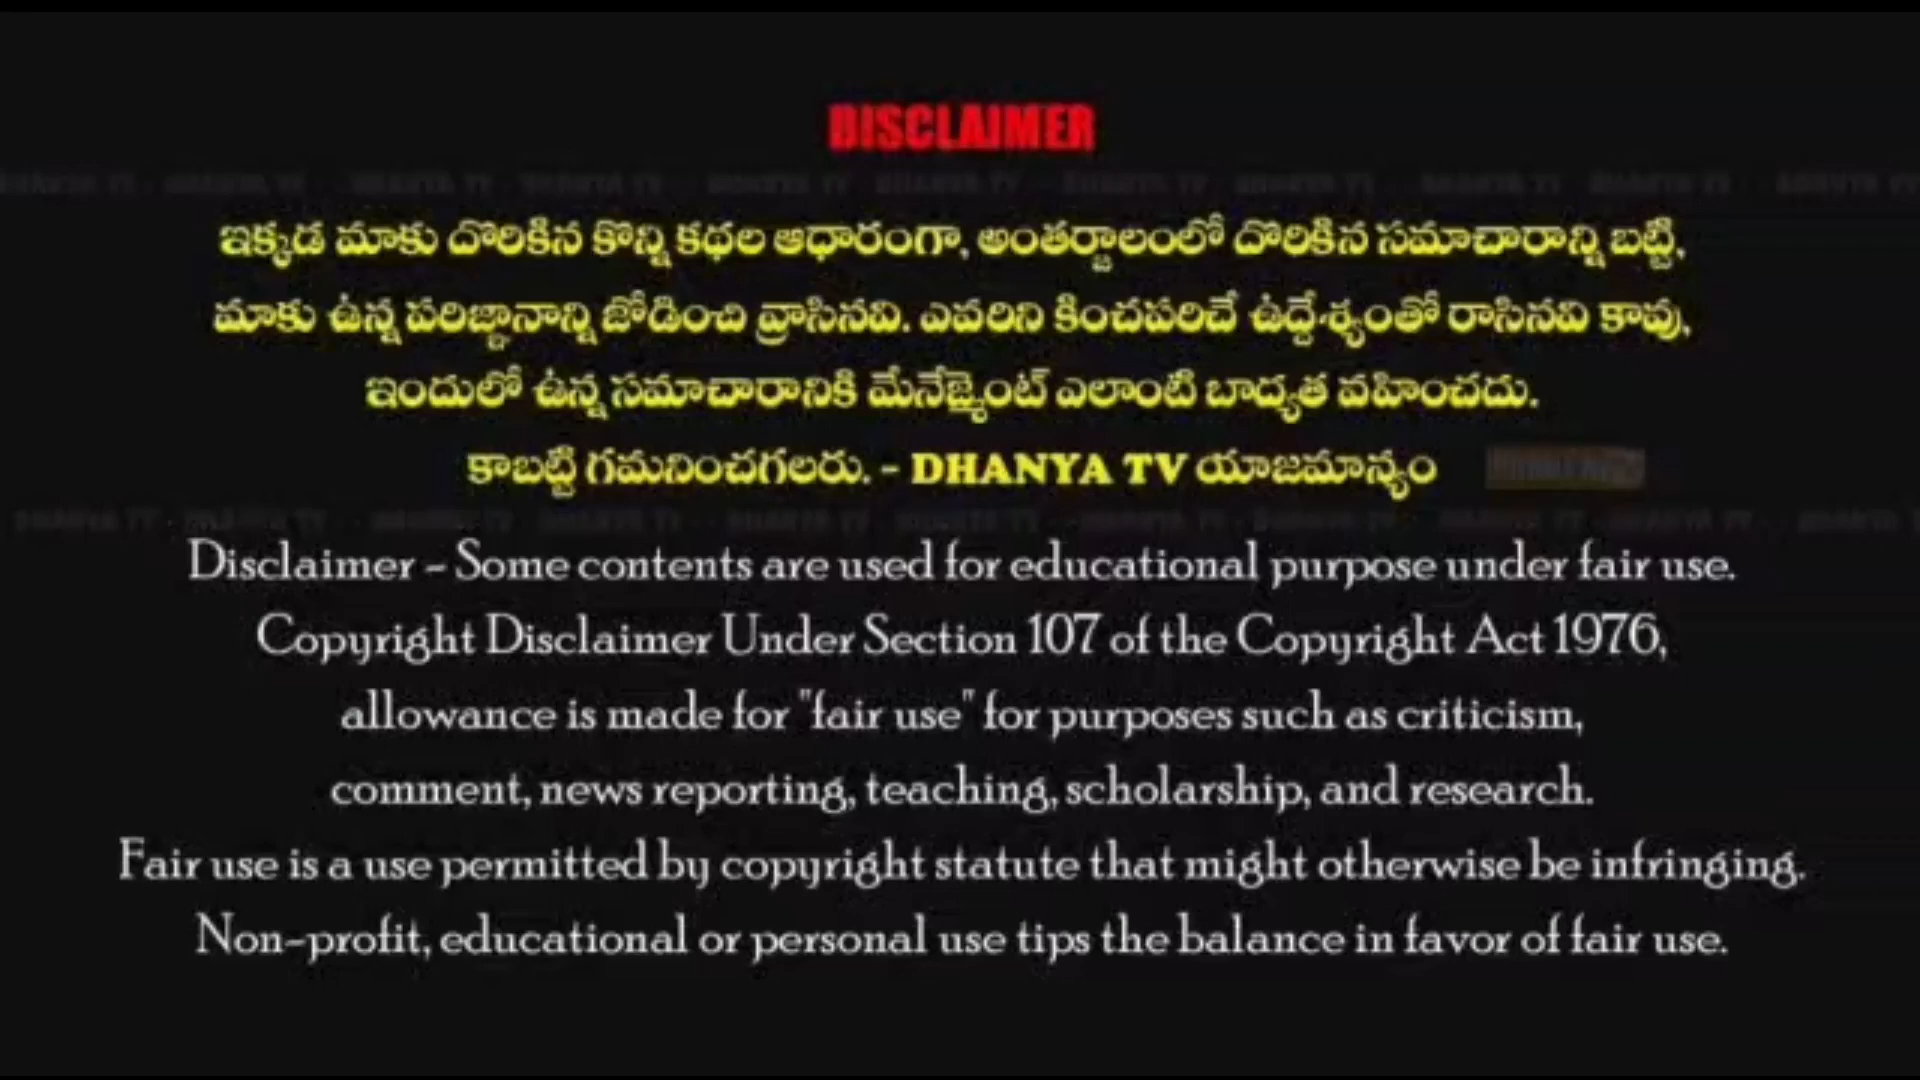 DISCLAIMER
ఇక్కడ మాకు దొరికిన కొన్ని కథల ఆధారంగా, అంతర్జాలంలో దొరికిన సమాచారాన్ని బట్టి,
మాకు ఉన్న పరిజ్ఞానాన్ని జోడించి వ్రాసినవి. ఎవరిని కించపరిచే ఉద్దేశ్యంతో రాసినవి కావు,
ఇందులో ఉన్న సమాచారానికి మేనేజ్మెంట్ ఎలాంటి బాద్యత వహించదు.
కాబట్టి గమనించగలరు. - DHANYA TV యాజమాన్యం
Disclaimer - Some contents are used for educational purpose under fair use.
Copyright Disclaimer Under Section 107 of the Copyright Act 1976,
allowance is made for "fair use" for purposes such as criticism,
comment, news reporting, teaching, scholarship, and research.
Fair use is a use permitted by copyright statute that might otherwise be infringing.
Non-profit, educational or personal use tips the balance in favor of fair use.